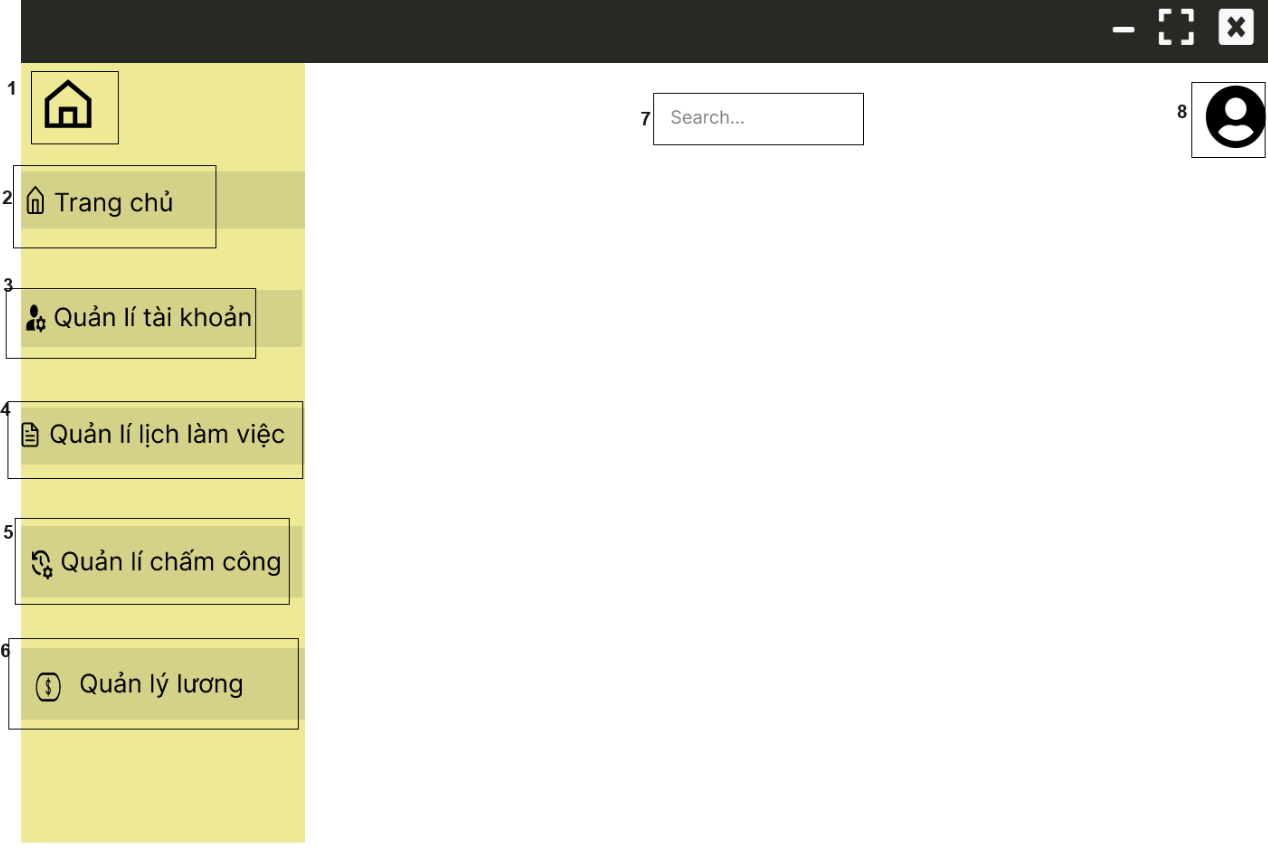 1
7 Search...
8
2 Trang chủ
3
Quản lí tài khoản
4
Quản lí lịch làm việc
5
Quản lí chấm công
6
$ Quản lý lương